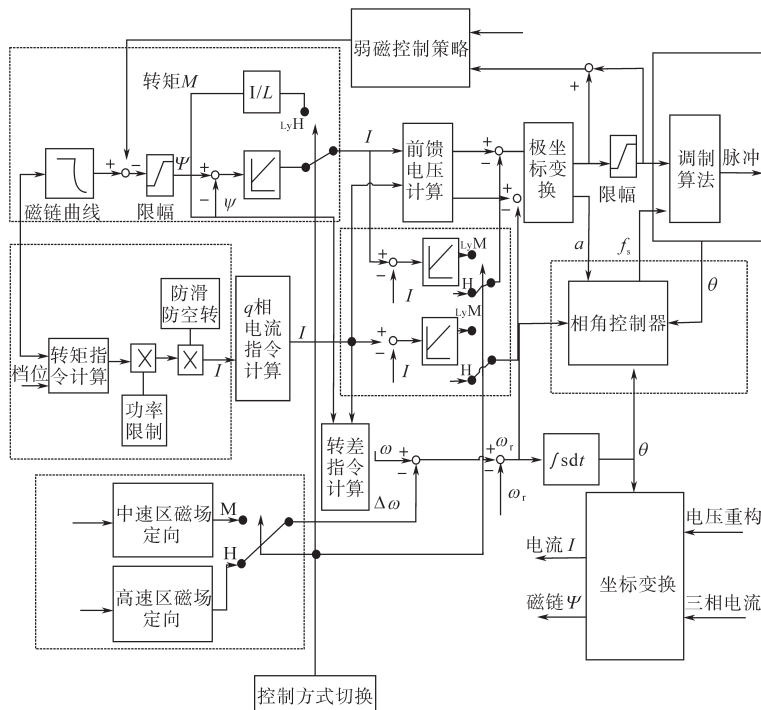 弱磁控制策略
转矩M
I/L
LyH
I
前馈
电压
计算
极坐
标变
换
调制
算法
脉冲
磁链曲线
限幅
Ψ
ψ
+
−
+
−
+
−
+
−
+
限幅
a
fs
θ
LyM
H
I
+
−
LyM
H
I
+
−
相角控制器
防滑
防空转
转矩指
令计算
档位
功率
限制
I
q相
电流
指令
计算
I
转差
指令
计算
ω
Δω
+
−
+
−
ωr
ωr
∫sdt
θ
中速区磁场
定向
M
H
高速区磁场
定向
电压重构
电流 I
坐标变换
磁链Ψ
三相电流
控制方式切换